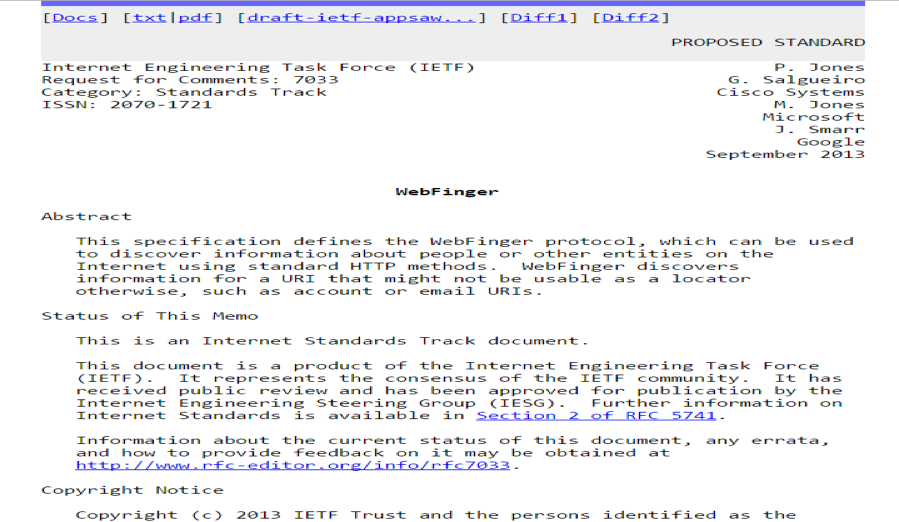 [Docs] [txt|pdf] [draft-ietf-appsaw...] [Diff1] [Diff2]
PROPOSED STANDARD
Internet Engineering Task Force (IETF) P. Jones
Request for Comments: 7033 G. Salgueiro
Category: Standards Track Cisco Systems
ISSN: 2070-1721 M. Jones
Microsoft
J. Smarr
Google
September 2013
WebFinger
Abstract
This specification defines the WebFinger protocol, which can be used
to discover information about people or other entities on the
Internet using standard HTTP methods. WebFinger discovers
information for a URI that might not be usable as a locator
otherwise, such as account or email URIs.
Status of This Memo
This is an Internet Standards Track document.
This document is a product of the Internet Engineering Task Force
(IETF). It represents the consensus of the IETF community. It has
received public review and has been approved for publication by the
Internet Engineering Steering Group (IESG). Further information on
Internet Standards is available in Section 2 of RFC 5741.
Information about the current status of this document, any errata,
and how to provide feedback on it may be obtained at
http://www.rfc-editor.org/info/rfc7033.
Copyright Notice
Copyright (c) 2013 IETF Trust and the persons identified as the